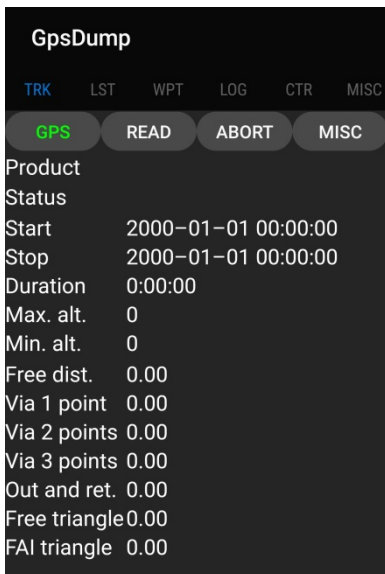 GpsDump
TRK LST WPT LOG CTR MISC
GPS READ ABORT MISC
Product
Status
Start 2000-01-01 00:00:00
Stop 2000-01-01 00:00:00
Duration 0:00:00
Max. alt. 0
Min. alt. 0
Free dist. 0.00
Via 1 point 0.00
Via 2 points 0.00
Via 3 points 0.00
Out and ret. 0.00
Free triangle 0.00
FAI triangle 0.00